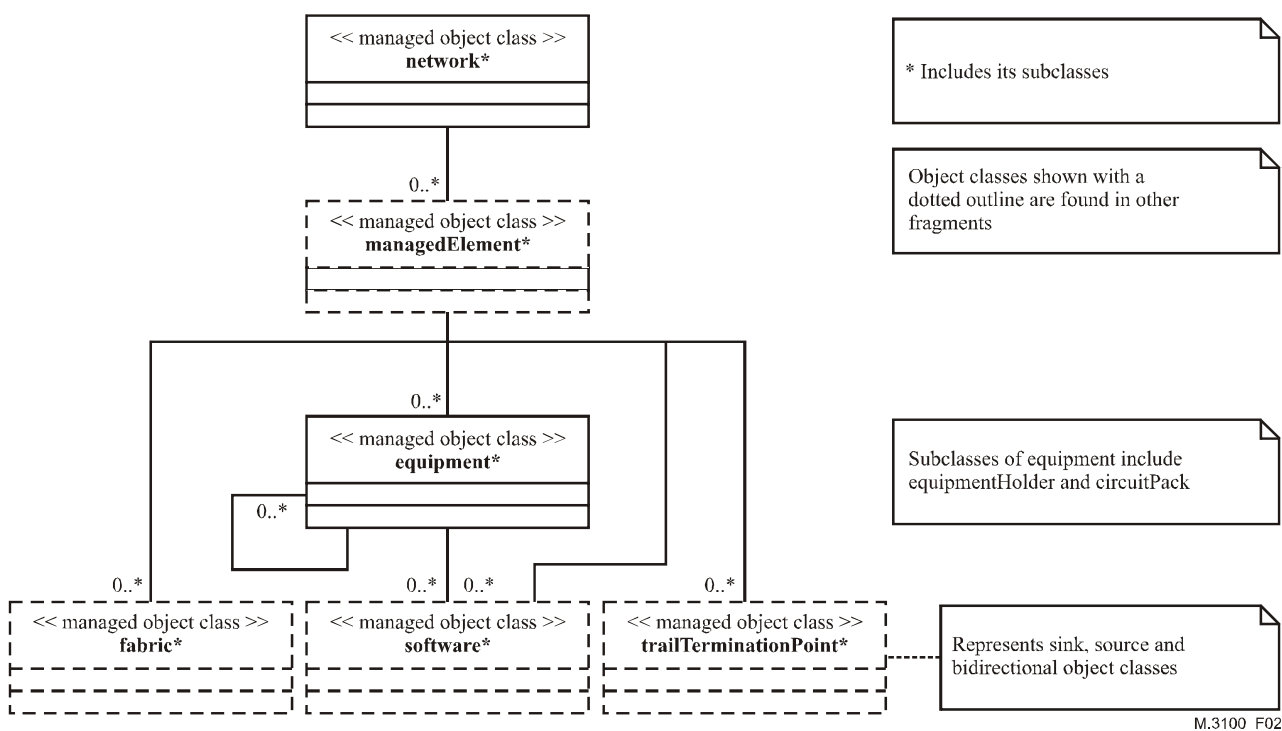 << managed object class >>
network*
* Includes its subclasses
0..*
Object classes shown with a
dotted outline are found in other
fragments
<< managed object class >>
managedElement*
0..*
<< managed object class >>
equipment*
Subclasses of equipment include
equipmentHolder and circuitPack
0..*
0..*
0..*
0..*
0..*
<< managed object class >>
fabric*
<< managed object class >>
software*
<< managed object class >>
trailTerminationPoint*
Represents sink, source and
bidirectional object classes
M.3100_F02